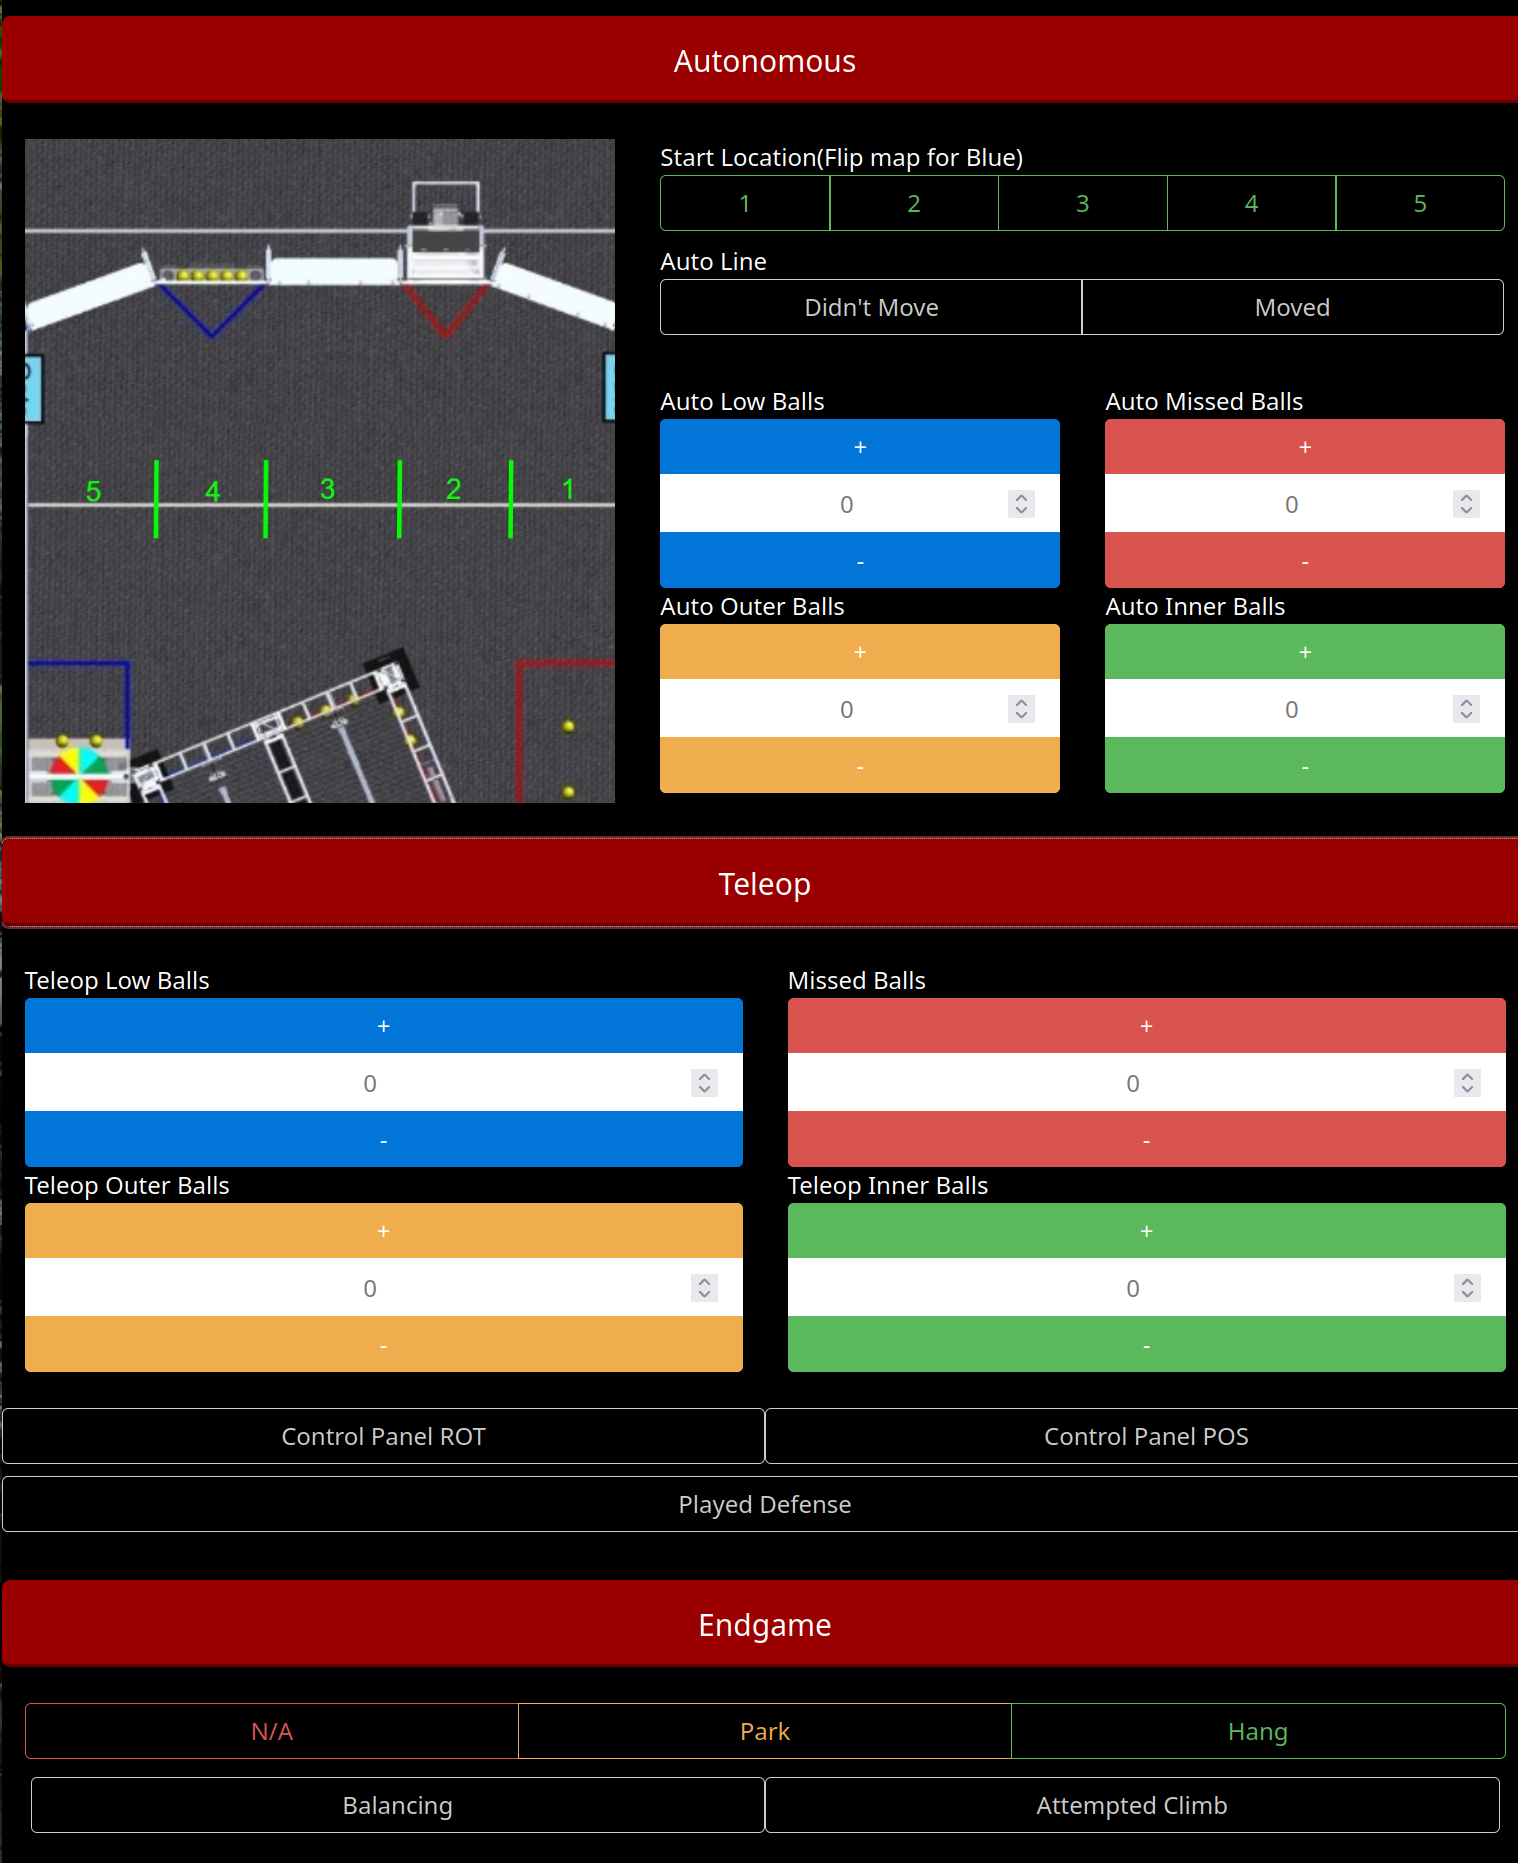 Autonomous
5 4 3 2 1
Start Location(Flip map for Blue)
1 2 3 4 5
Auto Line
Didn't Move Moved
Auto Low Balls Auto Missed Balls
+ +
0 0
- -
Auto Outer Balls Auto Inner Balls
+ +
0 0
- -
Teleop
Teleop Low Balls Missed Balls
+ +
0 0
- -
Teleop Outer Balls Teleop Inner Balls
+ +
0 0
- -
Control Panel ROT Control Panel POS
Played Defense
Endgame
N/A Park Hang
Balancing Attempted Climb